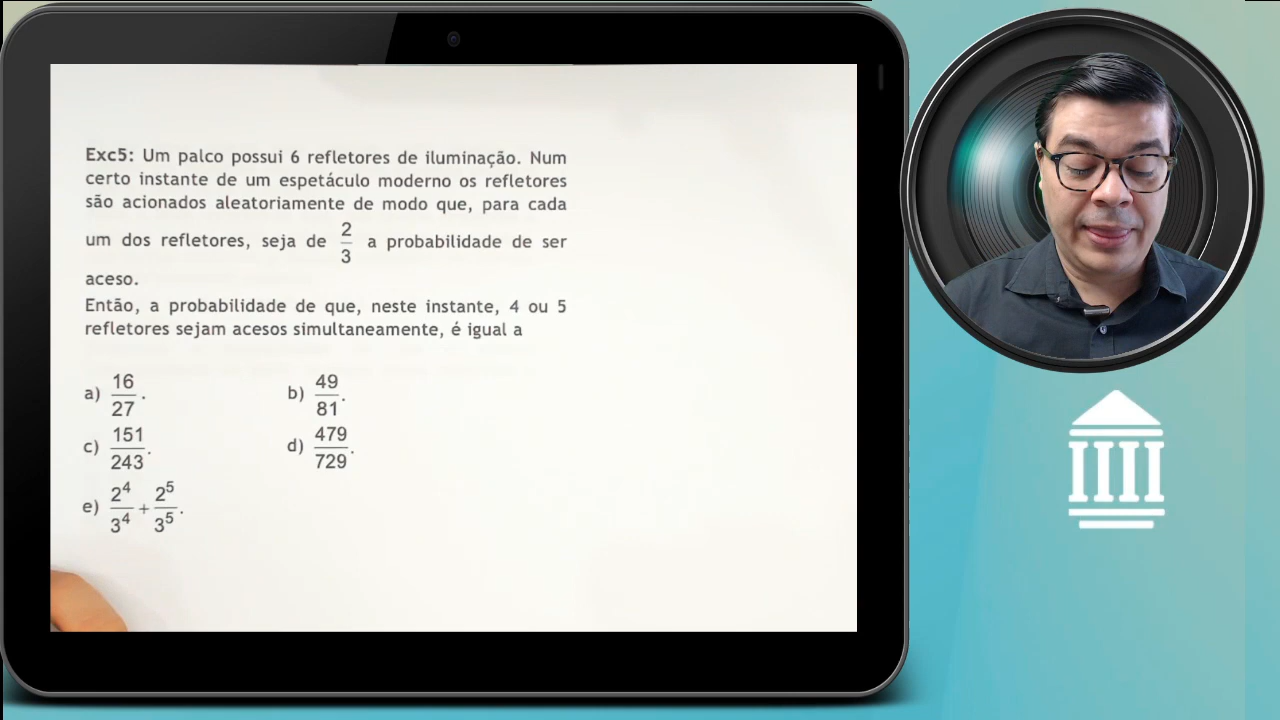 Exc5: Um palco possui 6 refletores de iluminação. Num
certo instante de um espetáculo moderno os refletores
são acionados aleatoriamente de modo que, para cada
um dos refletores, seja de 2/3 a probabilidade de ser
aceso.
Então, a probabilidade de que, neste instante, 4 ou 5
refletores sejam acesos simultaneamente, é igual a
a) 16/27. b) 49/81.
c) 151/243. d) 479/729.
e) 2^4/3^4 + 2^5/3^5.